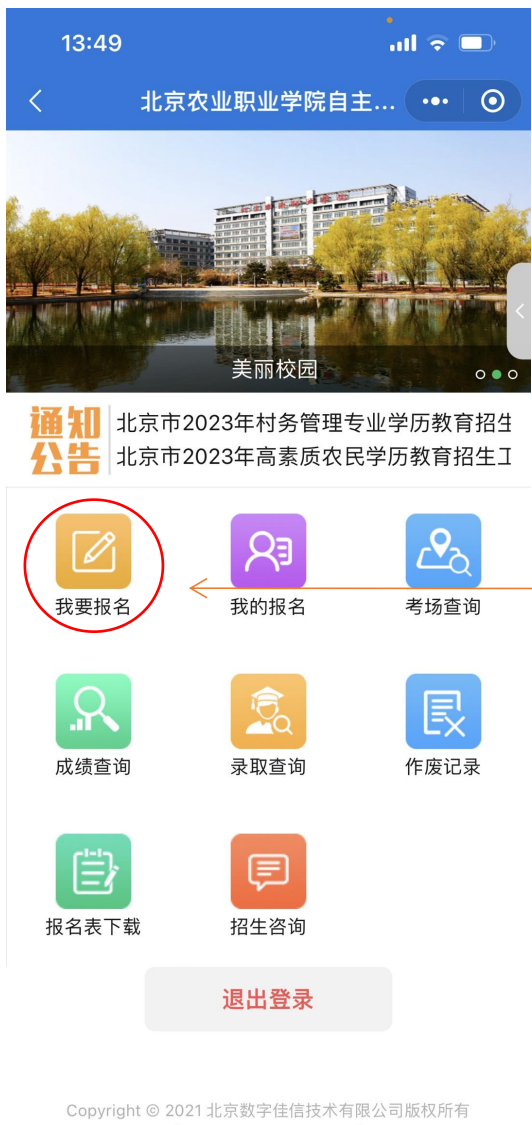 13:49
北京农业职业学院自主...
美丽校园
通知
公告
北京市2023年村务管理专业学历教育招生
北京市2023年高素质农民学历教育招生工
我要报名
我的报名
考场查询
成绩查询
录取查询
作废记录
报名表下载
招生咨询
退出登录
Copyright © 2021 北京数字佳信技术有限公司版权所有